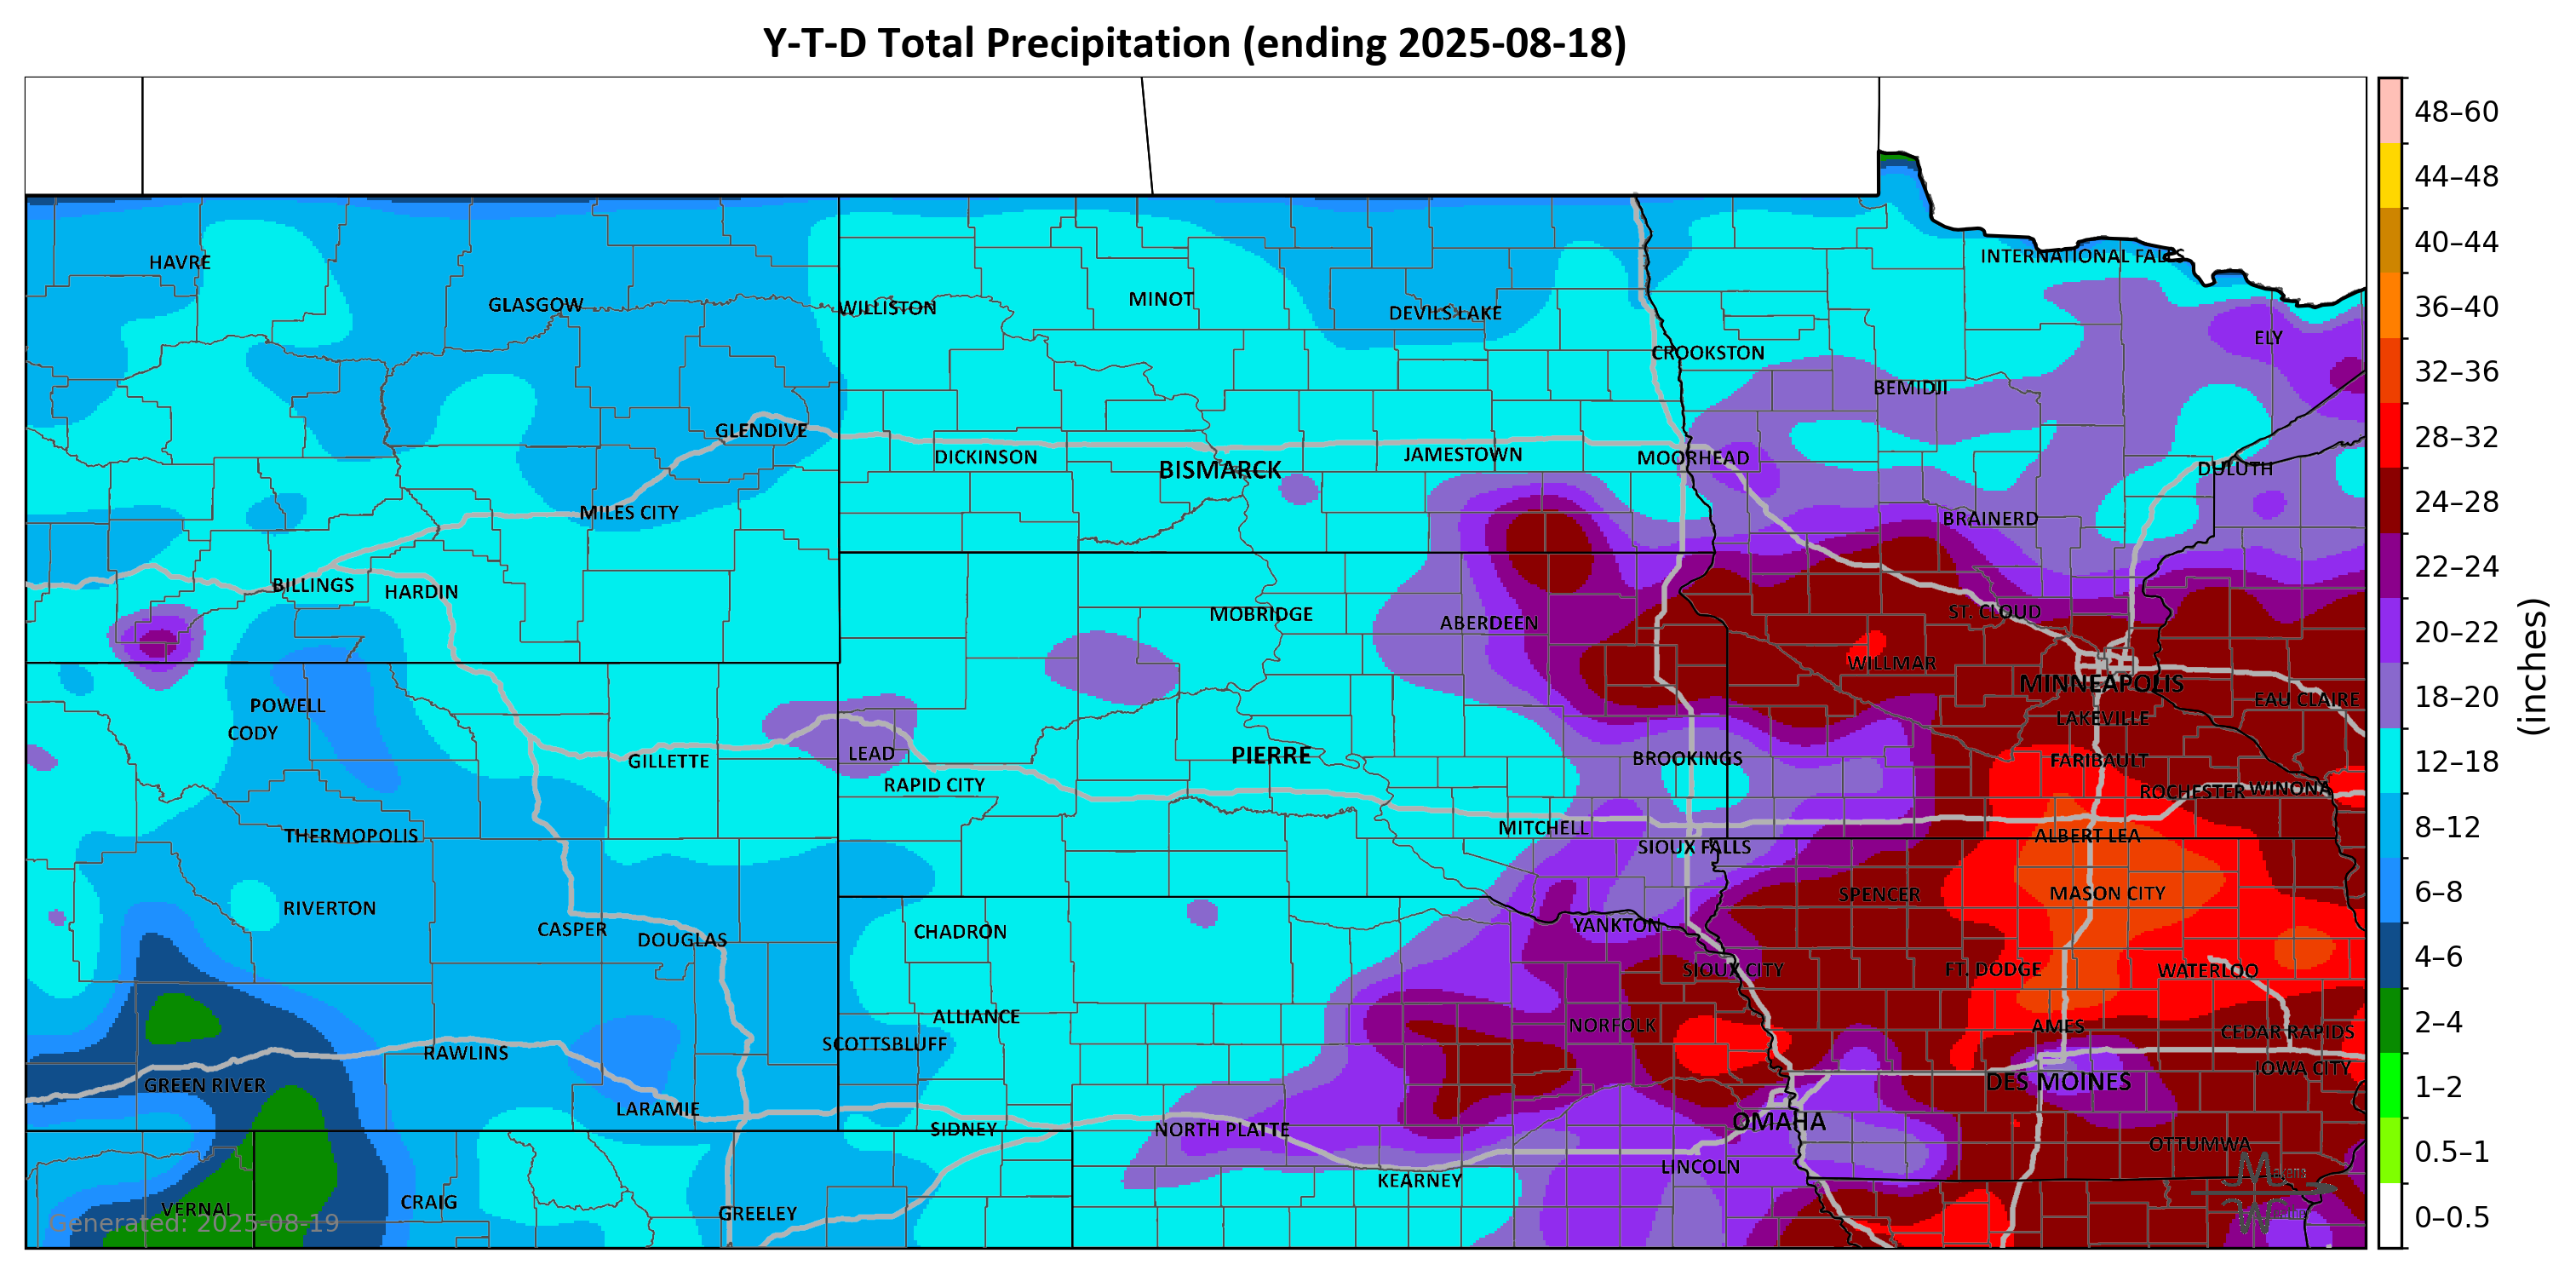 Y-T-D Total Precipitation (ending 2025-08-18)
48–60
44–48
40–44
36–40
32–36
28–32
24–28
22–24
20–22
18–20
12–18
8–12
6–8
4–6
2–4
1–2
0.5–1
0–0.5
(inches)
INTERNATIONAL FALLS
HAVRE
GLASGOW
WILLISTON
MINOT
DEVILS LAKE
ELY
CROOKSTON
BEMIDJI
GLENDIVE
DICKINSON
BISMARCK
JAMESTOWN
MOORHEAD
DULUTH
MILES CITY
BRAINERD
BILLINGS
HARDIN
MOBRIDGE
ABERDEEN
ST. CLOUD
WILLMAR
MINNEAPOLIS
POWELL
EAU CLAIRE
CODY
LAKEVILLE
GILLETTE
LEAD
PIERRE
BROOKINGS
FARIBAULT
RAPID CITY
ROCHESTER
WINONA
THERMOPOLIS
MITCHELL
ALBERT LEA
SIOUX FALLS
RIVERTON
SPENCER
MASON CITY
CASPER
DOUGLAS
CHADRON
YANKTON
SIOUX CITY
FT. DODGE
WATERLOO
ALLIANCE
NORFOLK
AMES
CEDAR RAPIDS
RAWLINS
SCOTTSBLUFF
GREEN RIVER
DES MOINES
IOWA CITY
LARAMIE
SIDNEY
NORTH PLATTE
OMAHA
OTTUMWA
LINCOLN
KEARNEY
VERNAL
CRAIG
GREELEY
Generated: 2025-08-19